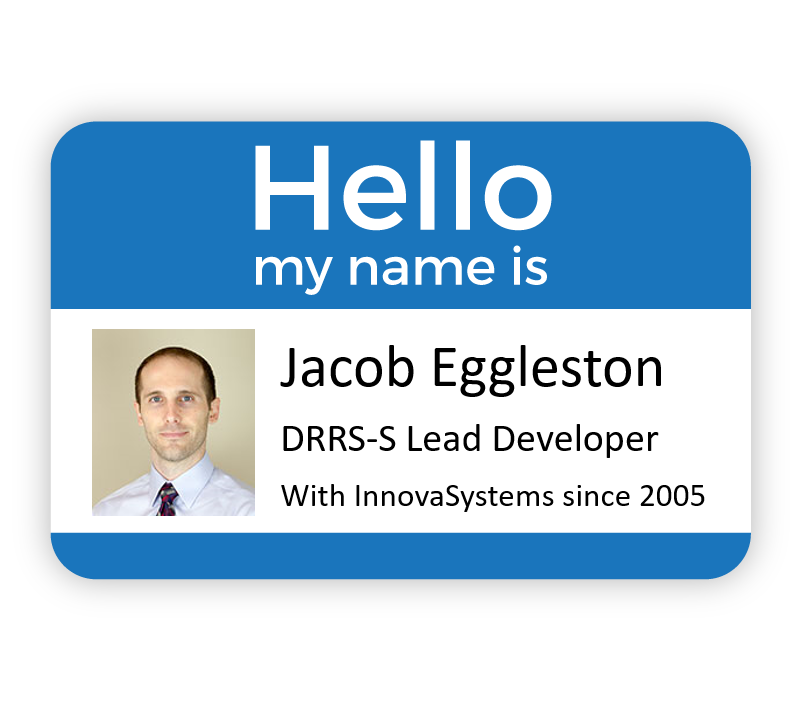 Hello
my name is
Jacob Eggleston
DRRS-S Lead Developer
With InnovaSystems since 2005